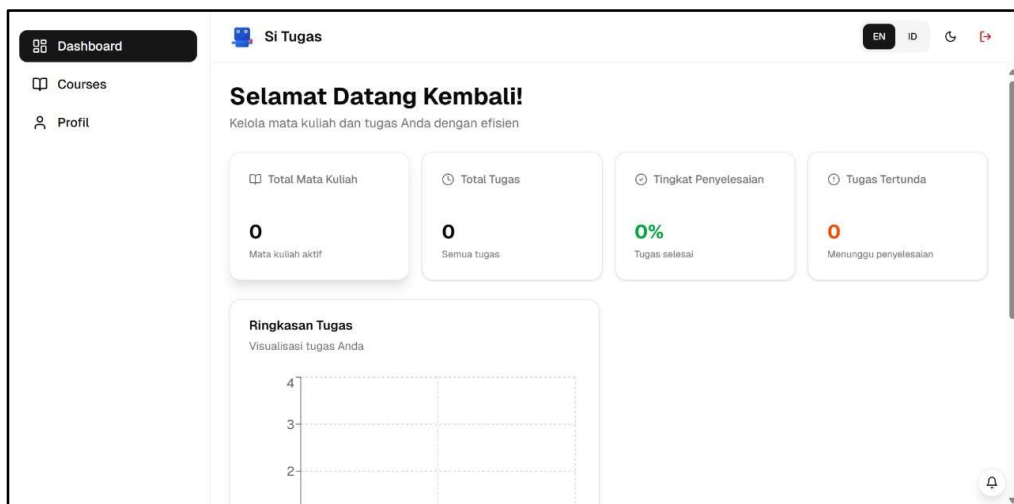 Dashboard
Courses
Profil
Si Tugas
EN ID
Selamat Datang Kembali!
Kelola mata kuliah dan tugas Anda dengan efisien
Total Mata Kuliah
0
Mata kuliah aktif
Total Tugas
0
Semua tugas
Tingkat Penyelesaian
0%
Tugas selesai
Tugas Tertunda
0
Menunggu penyelesaian
Ringkasan Tugas
Visualisasi tugas Anda
4
3
2